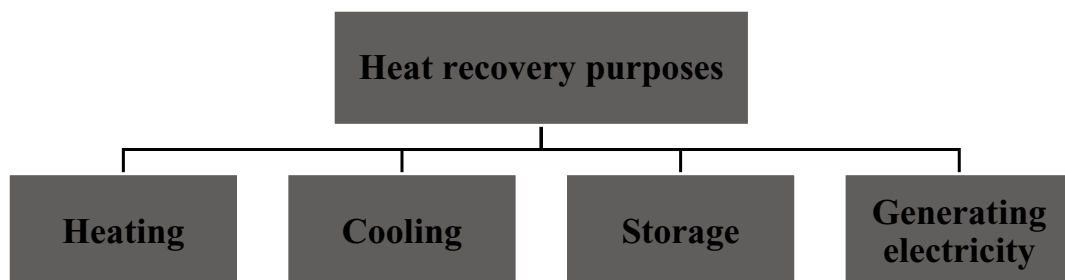 Heat recovery purposes
Heating
Cooling
Storage
Generating
electricity